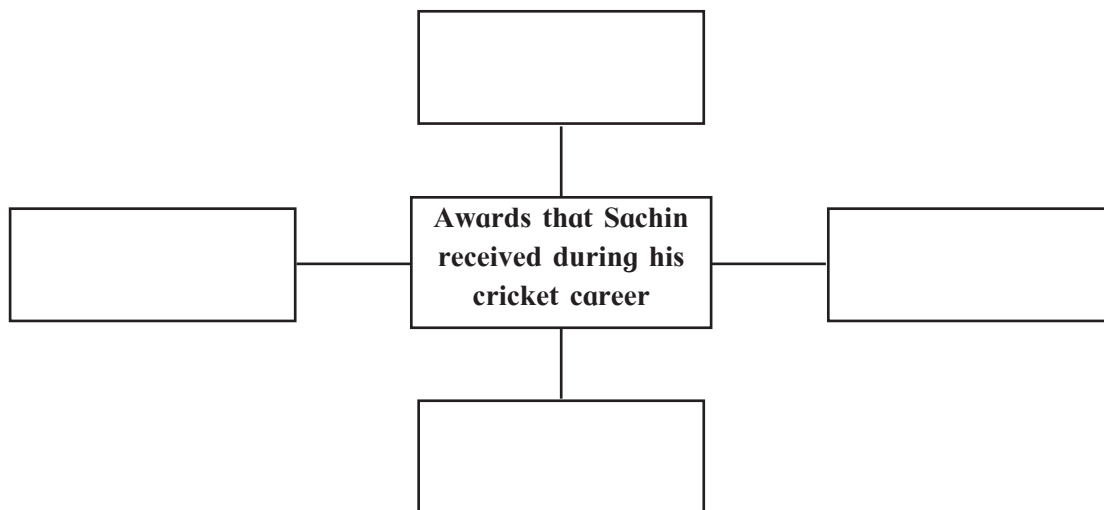 Awards that Sachin
received during his
cricket career